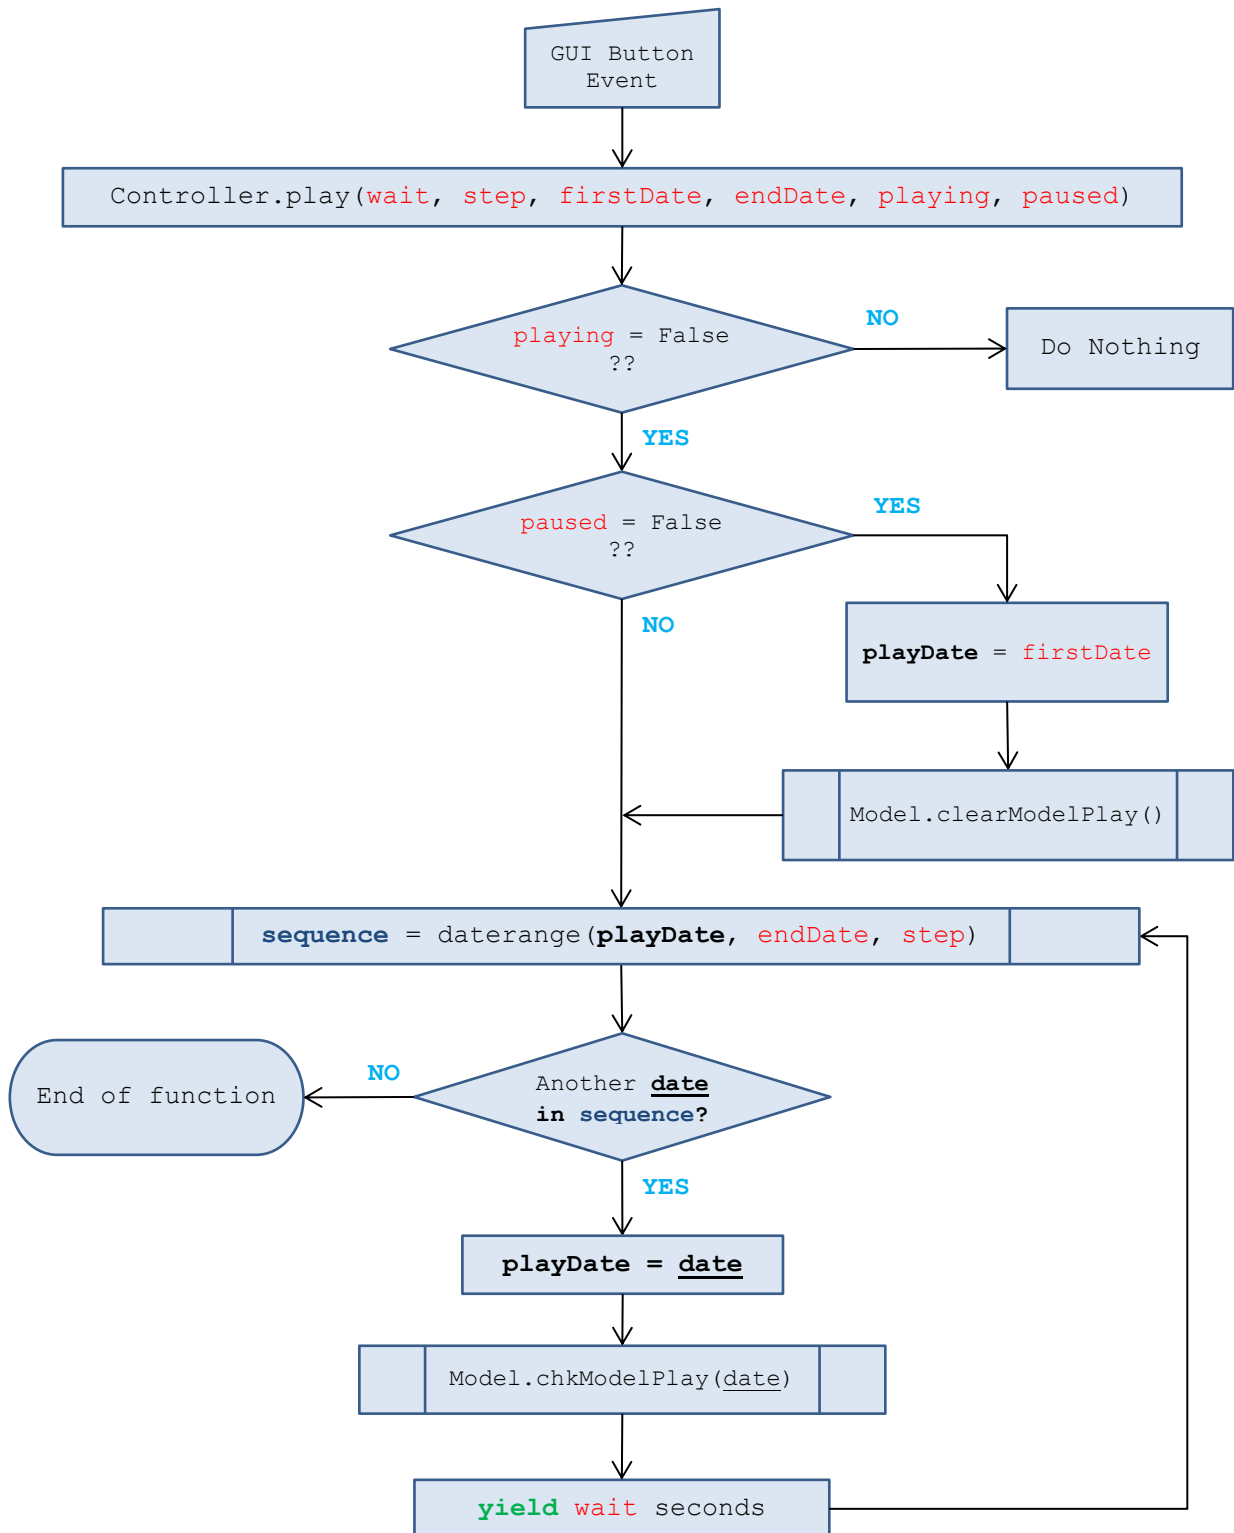 GUI Button
Event
Controller.play(wait, step, firstDate, endDate, playing, paused)
playing = False
??
NO
Do Nothing
YES
paused = False
??
YES
NO
playDate = firstDate
Model.clearModelPlay()
sequence = daterange(playDate, endDate, step)
Another date
in sequence?
NO
End of function
YES
playDate = date
Model.chkModelPlay(date)
yield wait seconds